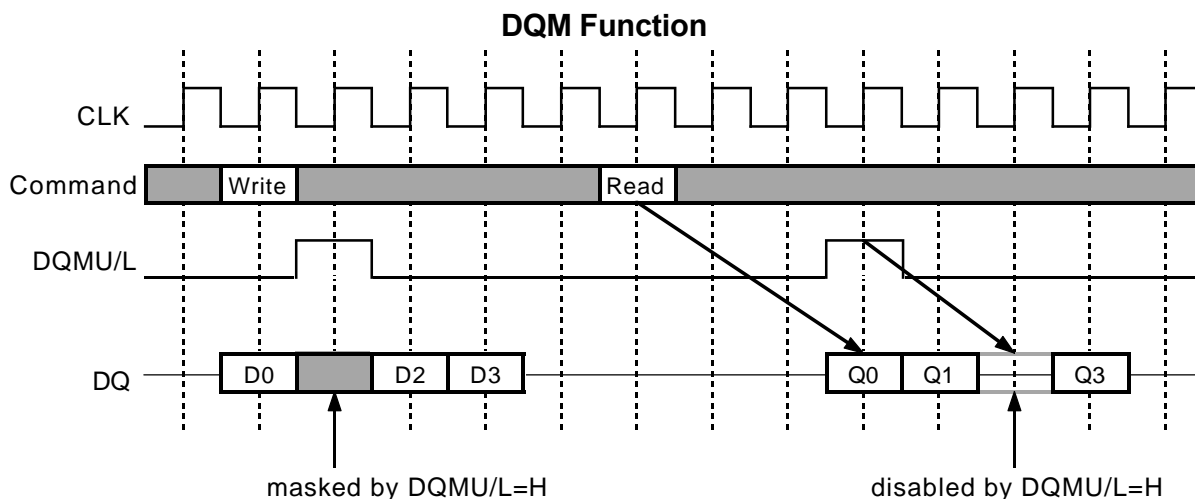 DQM Function
CLK
Command Write Read
DQMU/L
DQ D0 D2 D3 Q0 Q1 Q3
masked by DQMU/L=H disabled by DQMU/L=H